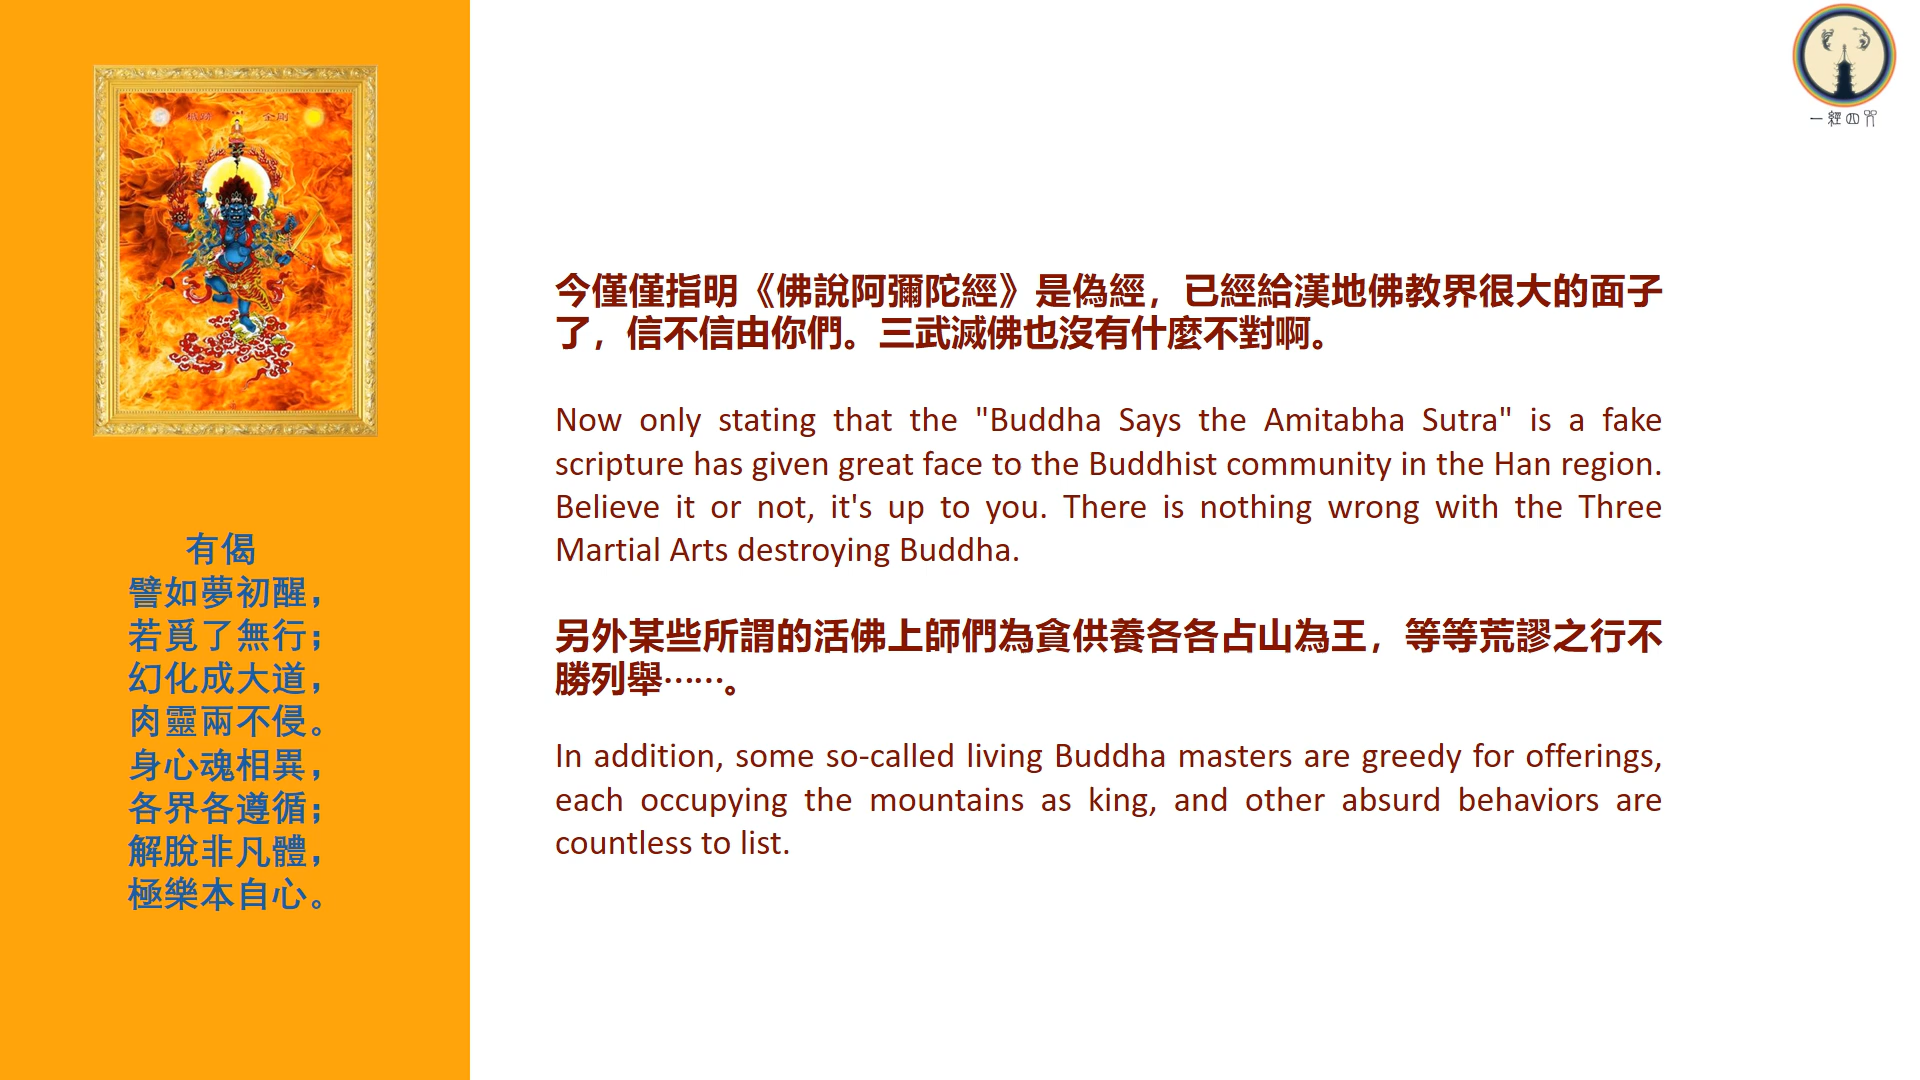 金剛
有偈
譬如夢初醒，
若覓了無行；
幻化成大道，
肉靈兩不侵。
身心魂相異，
各界各遵循；
解脫非凡體，
極樂本自心。
今僅僅指明《佛說阿彌陀經》是偽經，已經給漢地佛教界很大的面子
了，信不信由你們。三武滅佛也沒有什麼不對啊。
Now only stating that the "Buddha Says the Amitabha Sutra" is a fake
scripture has given great face to the Buddhist community in the Han region.
Believe it or not, it's up to you. There is nothing wrong with the Three
Martial Arts destroying Buddha.
另外某些所謂的活佛上師們為貪供養各各占山為王，等等荒謬之行不
勝列舉……。
In addition, some so-called living Buddha masters are greedy for offerings,
each occupying the mountains as king, and other absurd behaviors are
countless to list.
一經四咒